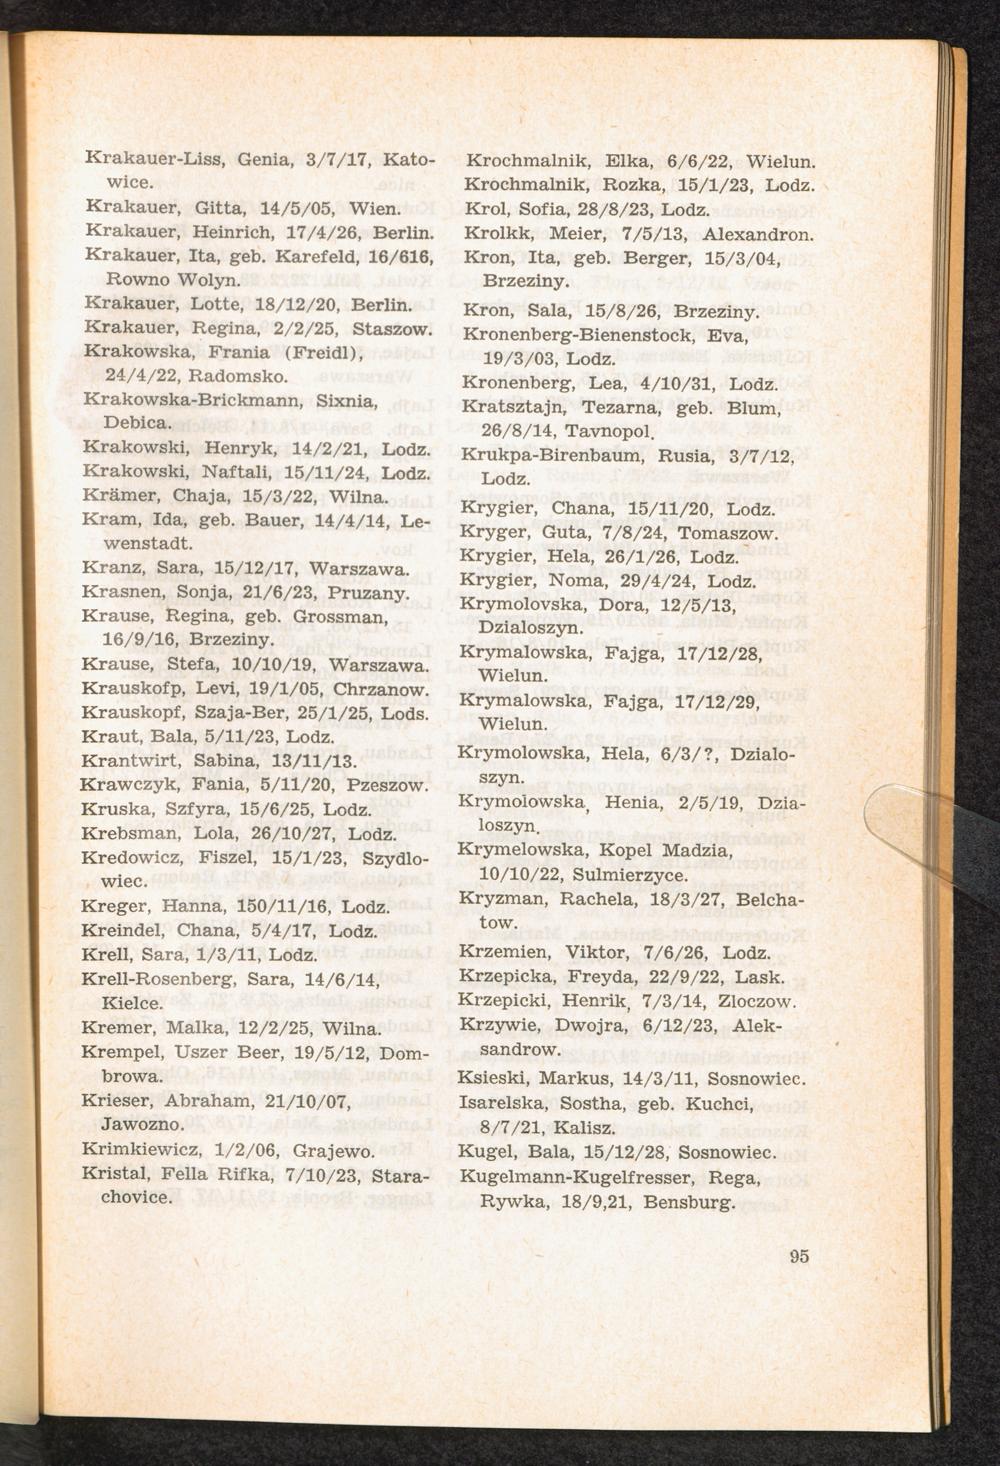 Krakauer-Liss, Genia, 3/7/17, Kato-
wice.
Krakauer, Gitta, 14/5/05, Wien.
Krakauer, Heinrich, 17/4/26, Berlin.
Krakauer, Ita, geb. Karefeld, 16/616,
Rowno Wolyn.
Krakauer, Lotte, 18/12/20, Berlin.
Krakauer, Regina, 2/2/25, Staszow.
Krakowska, Frania (Freidl),
24/4/22, Radomsko.
Krakowska-Brickmann, Sixnia,
Debica.
Krakowski, Henryk, 14/2/21, Lodz.
Krakowski, Naftali, 15/11/24, Lodz.
Krämer, Chaja, 15/3/22, Wilna.
Kram, Ida, geb. Bauer, 14/4/14, Le-
wenstadt.
Kranz, Sara, 15/12/17, Warszawa.
Krasnen, Sonja, 21/6/23, Pruzany.
Krause, Regina, geb. Grossman,
16/9/16, Brzeziny.
Krause, Stefa, 10/10/19, Warszawa.
Krauskofp, Levi, 19/1/05, Chrzanow.
Krauskopf, Szaja-Ber, 25/1/25, Lods.
Kraut, Bala, 5/11/23, Lodz.
Krantwirt, Sabina, 13/11/13.
Krawczyk, Fania, 5/11/20, Pzeszow.
Kruska, Szfyra, 15/6/25, Lodz.
Krebsman, Lola, 26/10/27, Lodz.
Kredowicz, Fiszel, 15/1/23, Szydlo-
wiec.
Kreger, Hanna, 150/11/16, Lodz.
Kreindel, Chana, 5/4/17, Lodz.
Krell, Sara, 1/3/11, Lodz.
Krell-Rosenberg, Sara, 14/6/14,
Kielce.
Kremer, Malka, 12/2/25, Wilna.
Krempel, Uszer Beer, 19/5/12, Dom-
browa.
Krieser, Abraham, 21/10/07,
Jawozno.
Krimkiewicz, 1/2/06, Grajewo.
Kristal, Fella Rifka, 7/10/23, Stara-
chovice.
Krochmalnik, Elka, 6/6/22, Wielun.
Krochmalnik, Rozka, 15/1/23, Lodz.
Krol, Sofia, 28/8/23, Lodz.
Krolkk, Meier, 7/5/13, Alexandron.
Kron, Ita, geb. Berger, 15/3/04,
Brzeziny.
Kron, Sala, 15/8/26, Brzeziny.
Kronenberg-Bienenstock, Eva,
19/3/03, Lodz.
Kronenberg, Lea, 4/10/31, Lodz.
Kratsztajn, Tezarna, geb. Blum,
26/8/14, Tavnopol.
Krukpa-Birenbaum, Rusia, 3/7/12,
Lodz.
Krygier, Chana, 15/11/20, Lodz.
Kryger, Guta, 7/8/24, Tomaszow.
Krygier, Hela, 26/1/26, Lodz.
Krygier, Noma, 29/4/24, Lodz.
Krymolovska, Dora, 12/5/13,
Dzialoszyn.
Krymalowska, Fajga, 17/12/28,
Wielun.
Krymalowska, Fajga, 17/12/29,
Wielun.
Krymolowska, Hela, 6/3/?, Dzialo-
szyn.
Krymolowska, Henia, 2/5/19, Dzia-
loszyn.
Krymelowska, Kopel Madzia,
10/10/22, Sulmierzyce.
Kryzman, Rachela, 18/3/27, Belcha-
tow.
Krzemien, Viktor, 7/6/26, Lodz.
Krzepicka, Freyda, 22/9/22, Lask.
Krzepicki, Henrik, 7/3/14, Zloczow.
Krzywie, Dwojra, 6/12/23, Alek-
sandrow.
Ksieski, Markus, 14/3/11, Sosnowiec.
Isarelska, Sostha, geb. Kuchci,
8/7/21, Kalisz.
Kugel, Bala, 15/12/28, Sosnowiec.
Kugelmann-Kugelfresser, Rega,
Rywka, 18/9,21, Bensburg.
95